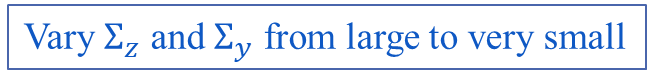 Vary Σ_z and Σ_y from large to very small